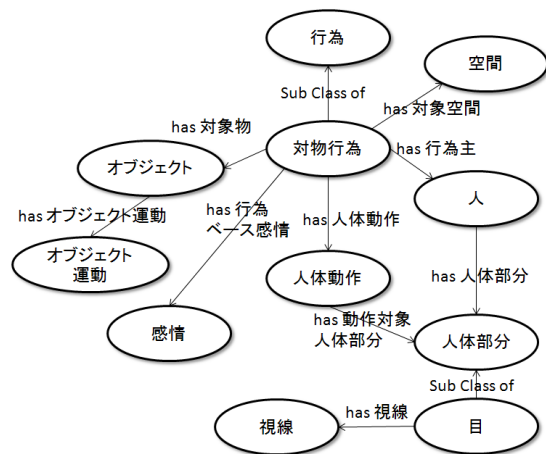 行為
空間
Sub Class of
has 対象空間
has 対象物
対物行為
has 行為主
オブジェクト
人
has オブジェクト運動
has 行為
ベース感情
has 人体動作
オブジェクト
運動
人体動作
has 人体部分
感情
has 動作対象
人体部分
人体部分
Sub Class of
視線
has 視線
目